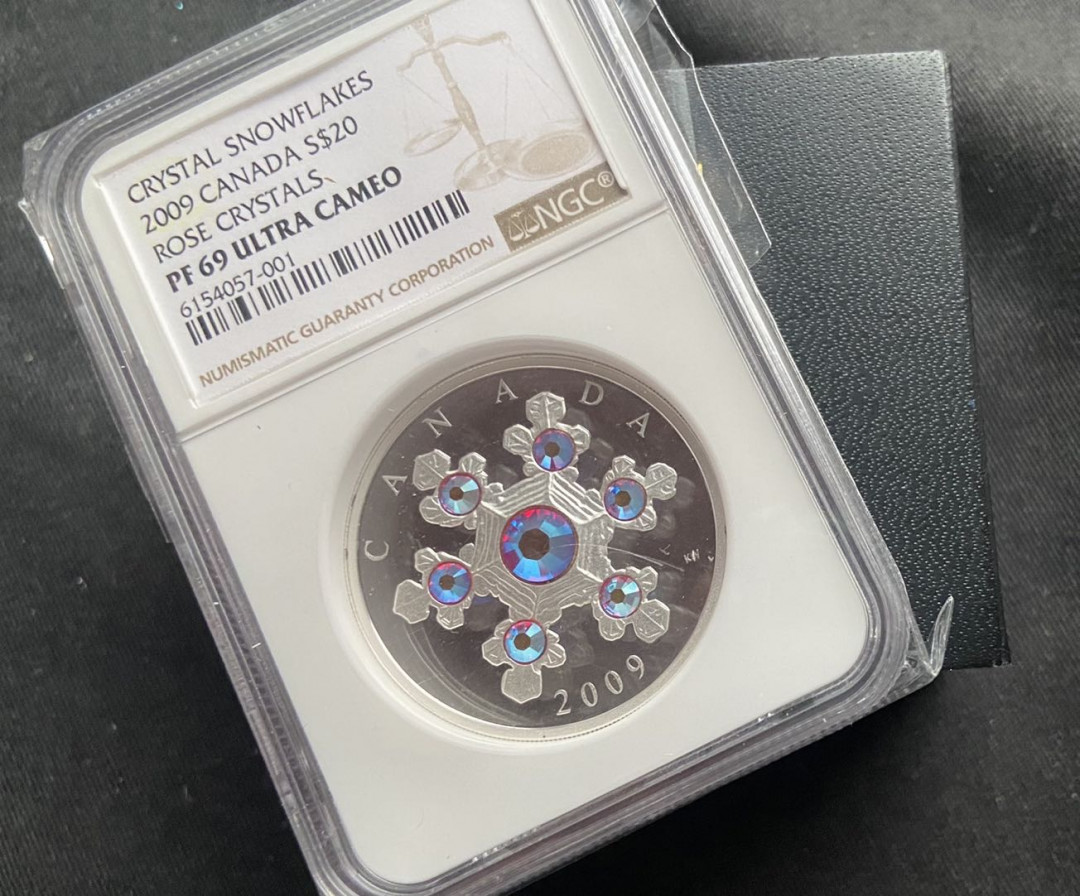 CRYSTAL SNOWFLAKES
2009 CANADA S$20
ROSE CRYSTALS
PF 69 ULTRA CAMEO
6154057-001
NGC®
NUMISMATIC GUARANTY CORPORATION
CANADA
KW
2009